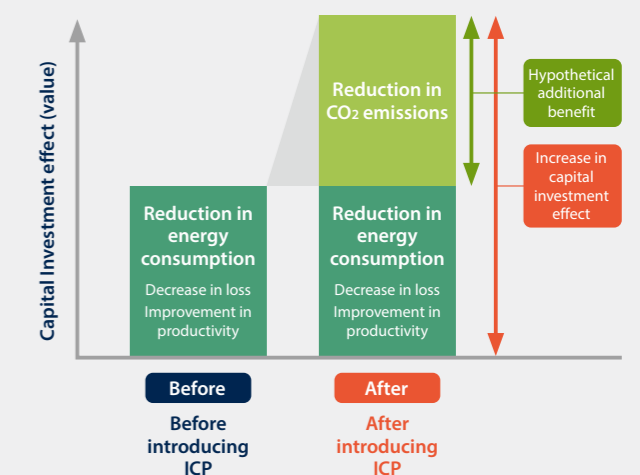 Capital Investment effect (value)
Reduction in
energy
consumption
Decrease in loss
Improvement in
productivity
Reduction in
CO2 emissions
Reduction in
energy
consumption
Decrease in loss
Improvement in
productivity
Hypothetical
additional
benefit
Increase in
capital
investment
effect
Before
Before
introducing
ICP
After
After
introducing
ICP